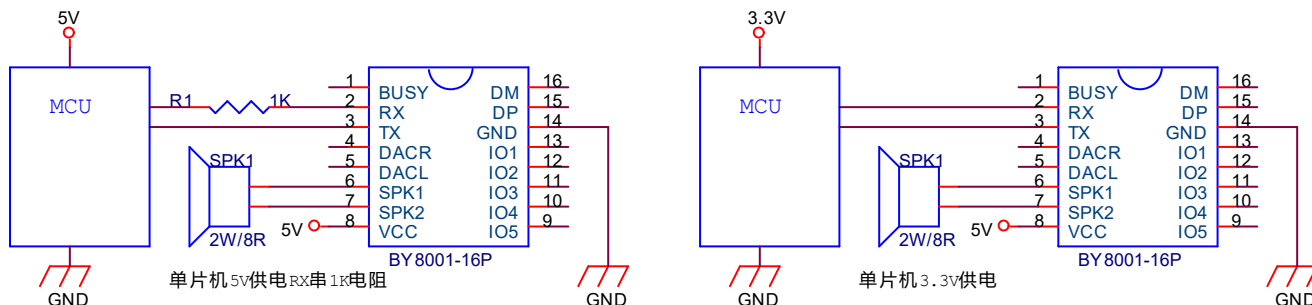 5V
MCU
R1 1K
1 BUSY DM 16
2 RX DP 15
3 TX GND 14
4 DACR IO1 13
5 DACL IO2 12
6 SPK1 IO3 11
7 SPK2 IO4 10
8 VCC IO5 9
SPK1
2W/8R
5V
BY8001-16P
单片机5V供电RX串1K电阻
GND
GND
3.3V
MCU
1 BUSY DM 16
2 RX DP 15
3 TX GND 14
4 DACR IO1 13
5 DACL IO2 12
6 SPK1 IO3 11
7 SPK2 IO4 10
8 VCC IO5 9
SPK1
2W/8R
5V
BY8001-16P
单片机3.3V供电
GND
GND